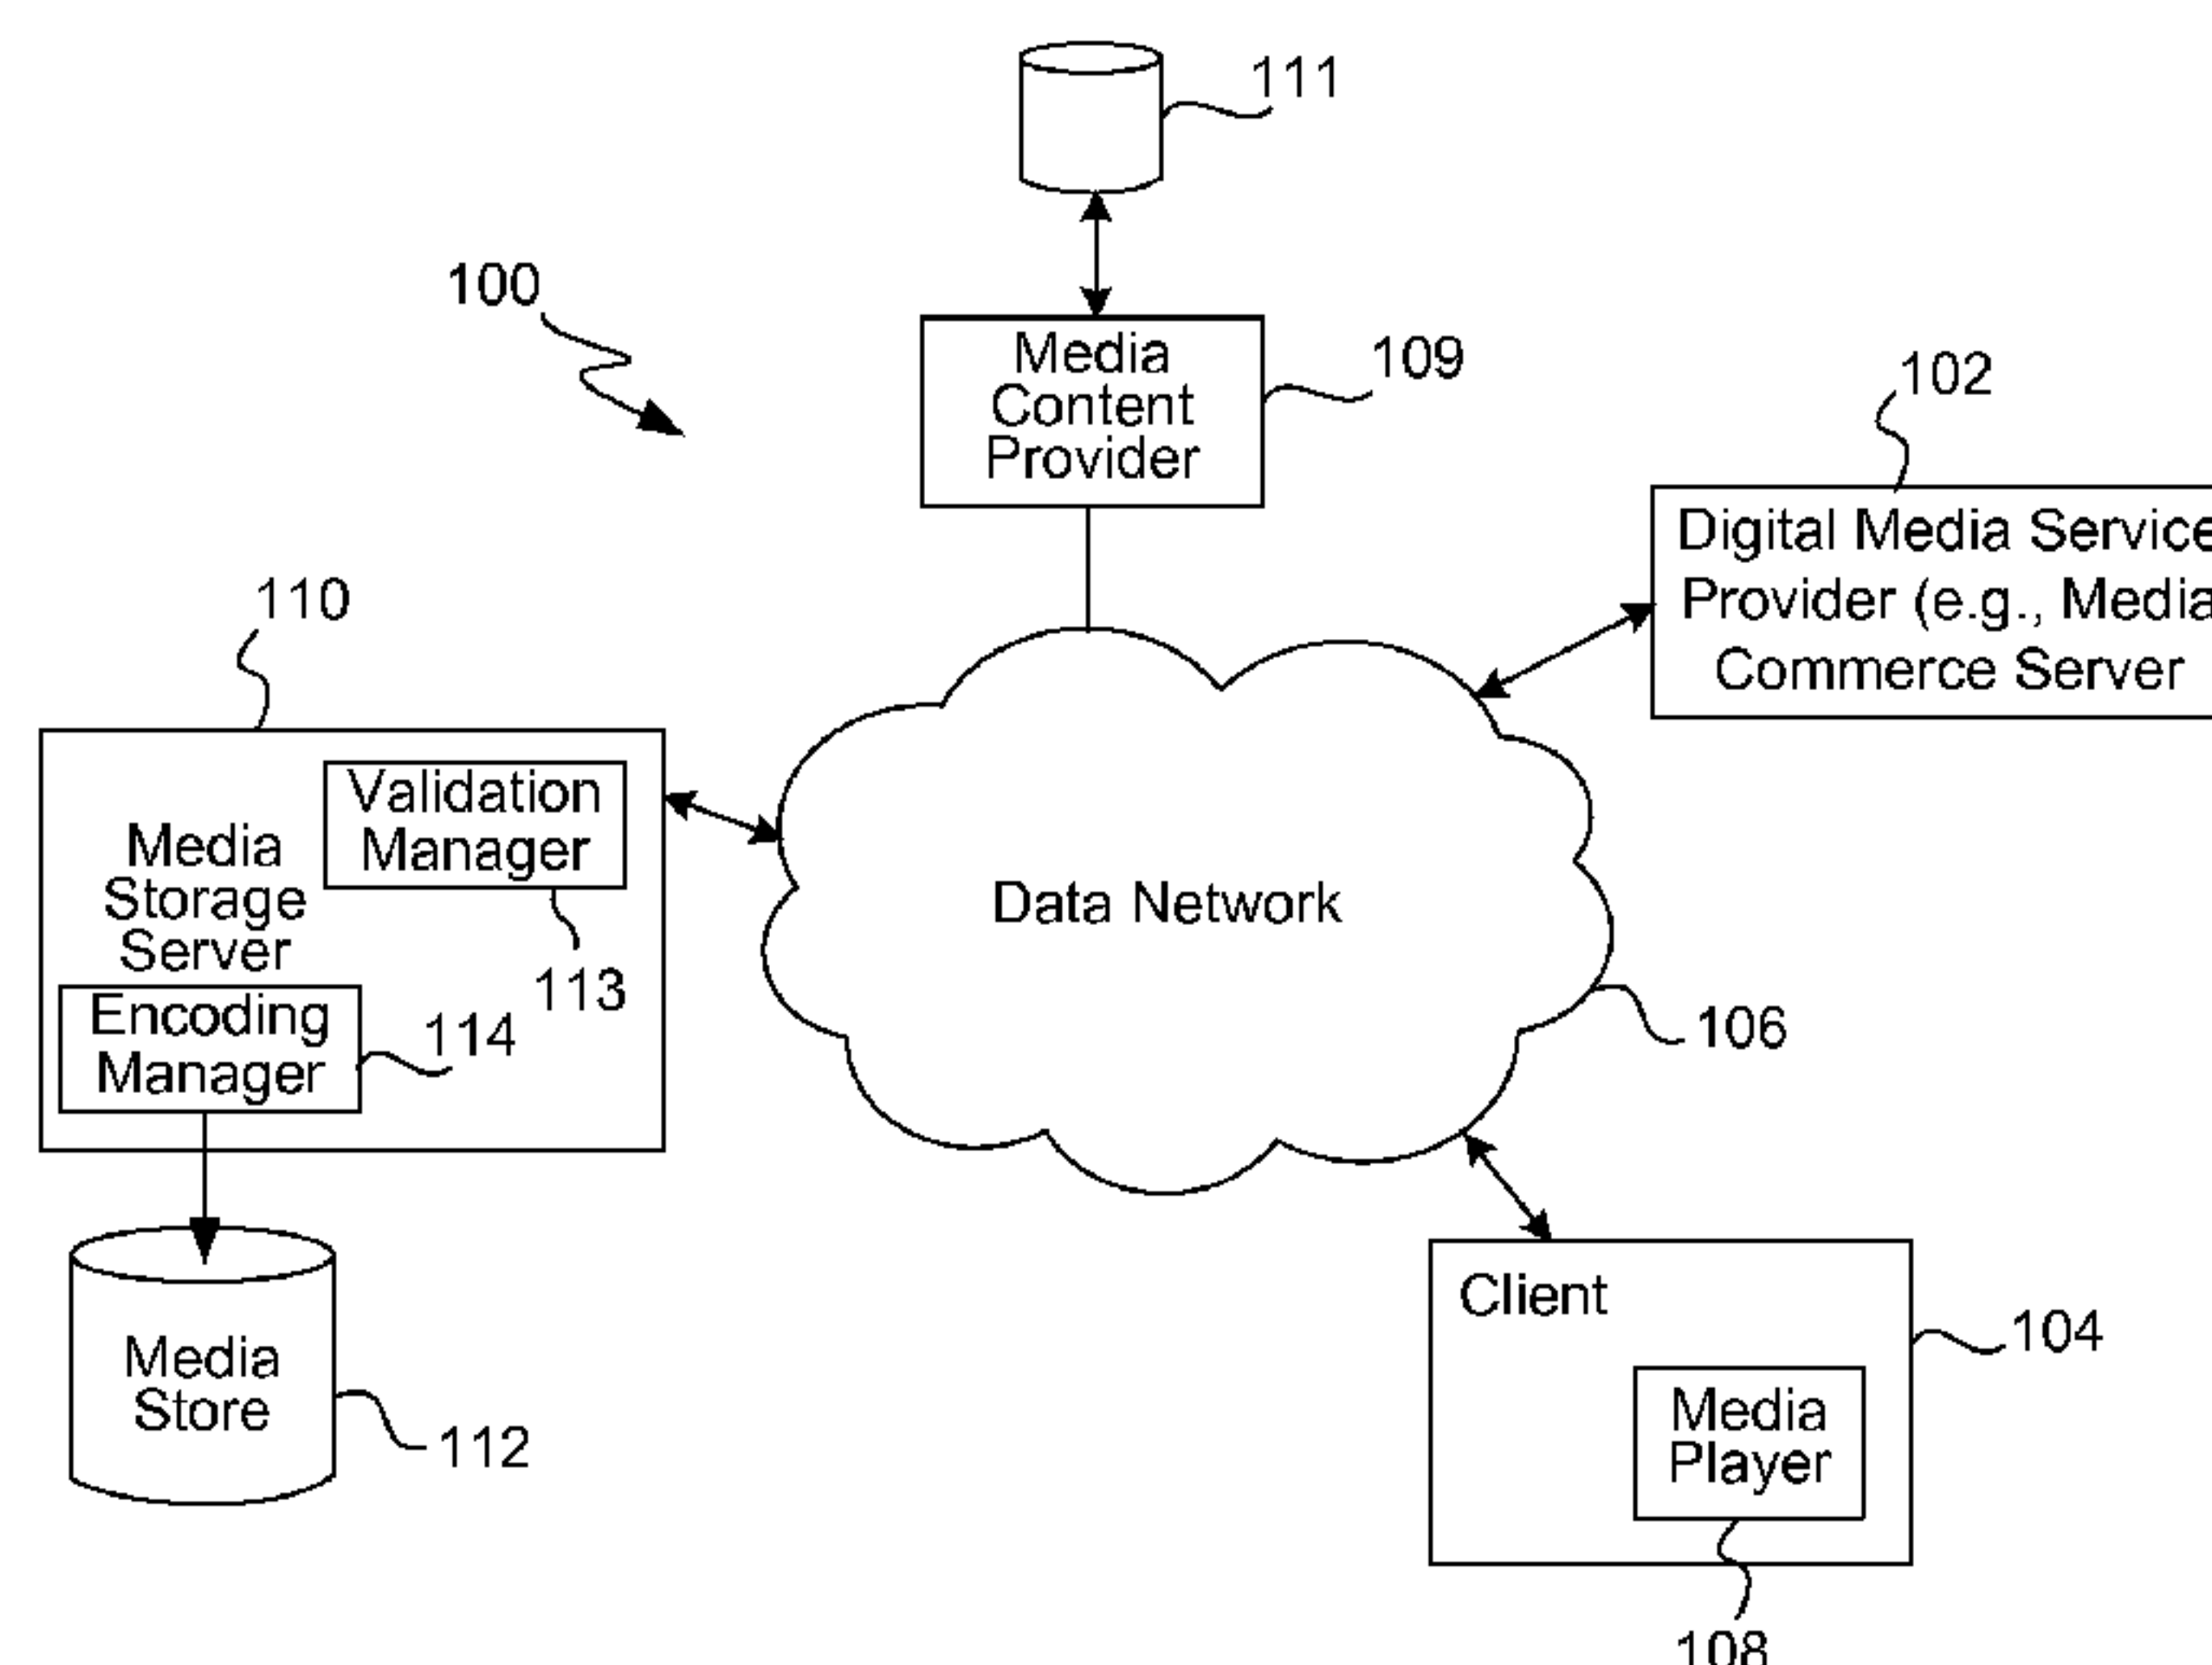 111
100
Media
Content
Provider
109
102
Digital Media Service
Provider (e.g., Media
Commerce Server
110
Validation
Manager
Media
Storage
Server
113
Encoding
Manager
114
Data Network
106
Media
Store
112
Client
104
Media
Player
108